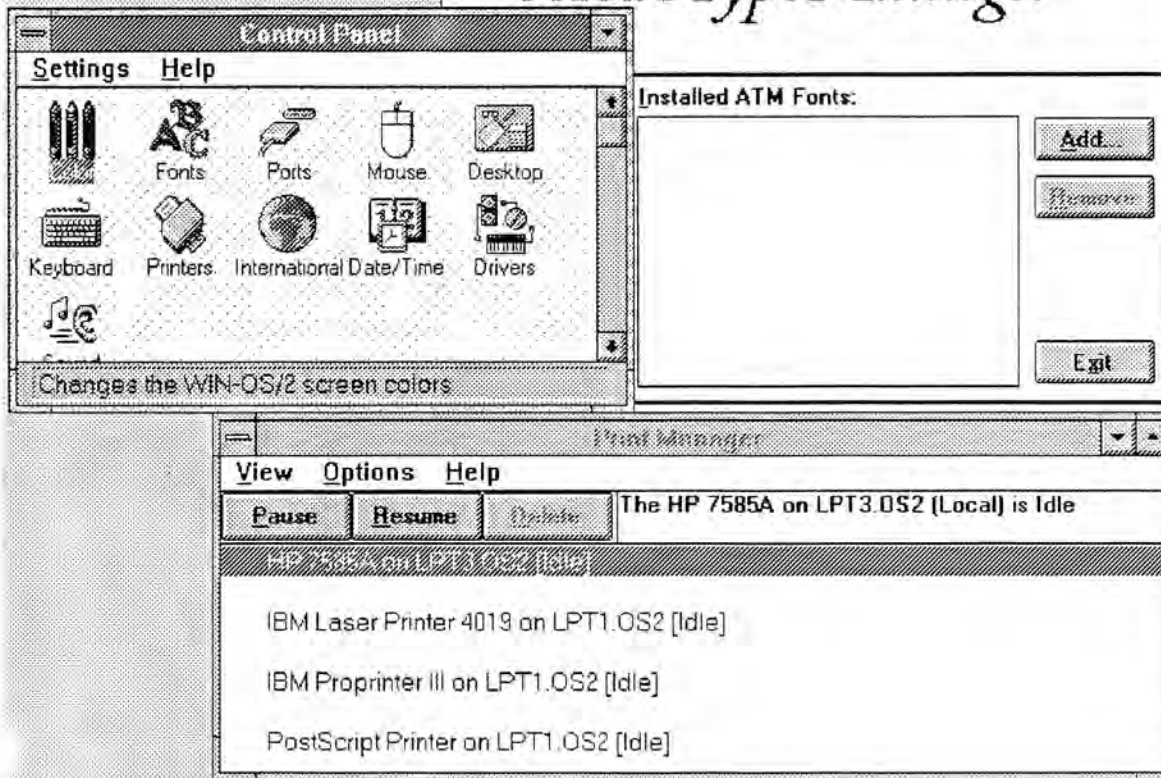 Control Panel
Settings Help
Fonts Ports Mouse Desktop
Keyboard Printers International Date/Time Drivers
Changes the WIN-OS/2 screen colors
Installed ATM Fonts:
Add...
Remove
Exit
Print Manager
View Options Help
Pause Resume Delete
The HP 7585A on LPT3.OS2 (Local) is Idle
HP 7585A on LPT3.OS2 [Idle]
IBM Laser Printer 4019 on LPT1.OS2 [Idle]
IBM Proprinter III on LPT1.OS2 [Idle]
PostScript Printer on LPT1.OS2 [Idle]